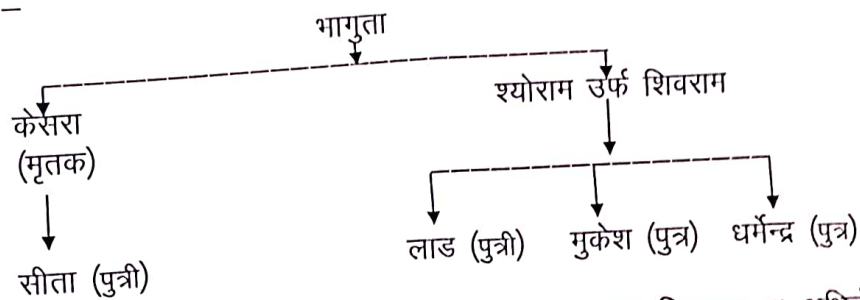 भागुता
श्योराम उर्फ शिवराम
केसरा
(मृतक)
लाड (पुत्री) मुकेश (पुत्र) धर्मेन्द्र (पुत्र)
सीता (पुत्री)